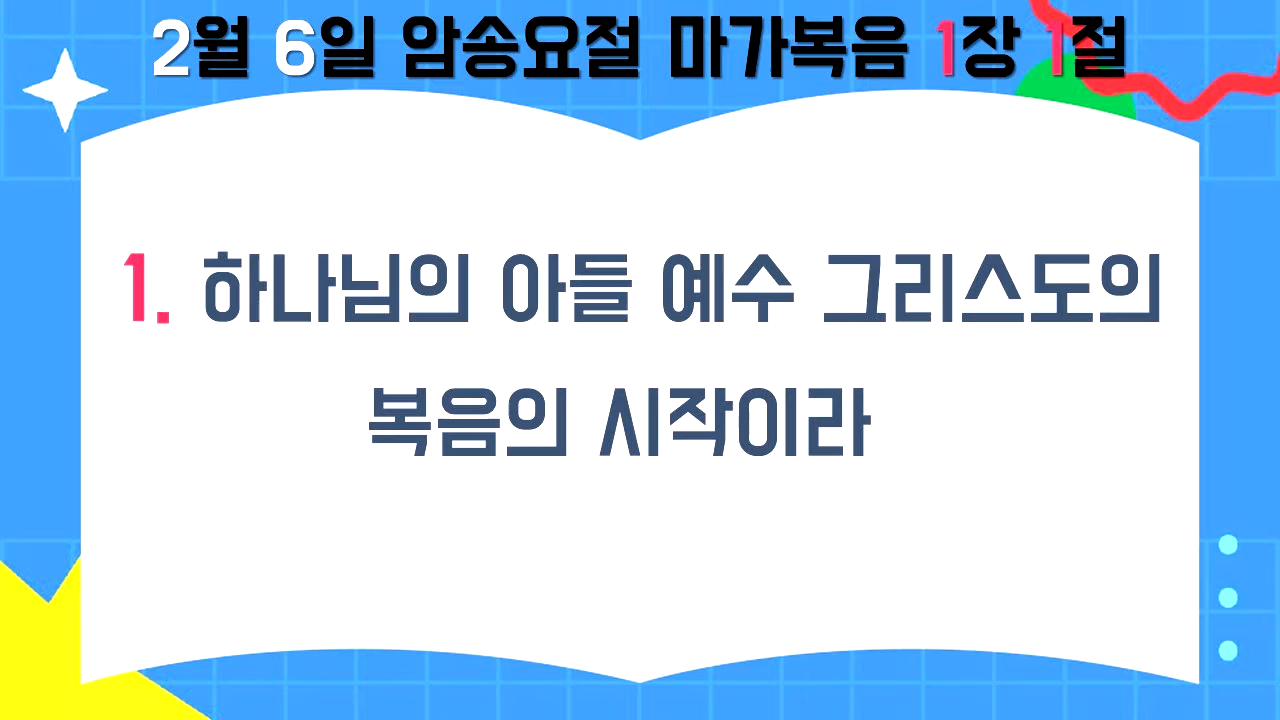 2월 6일 암송요절 마가복음 1장 1절
1. 하나님의 아들 예수 그리스도의
복음의 시작이라